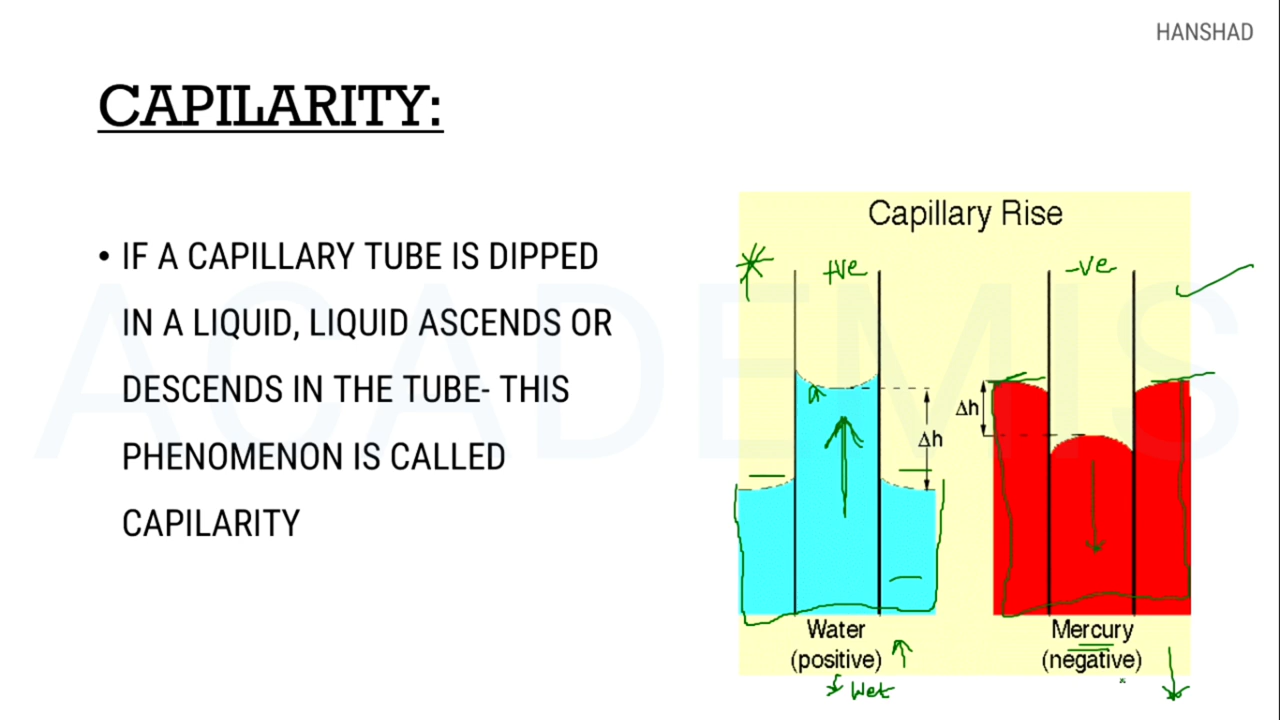 HANSHAD
CAPILARITY:
• IF A CAPILLARY TUBE IS DIPPED
IN A LIQUID, LIQUID ASCENDS OR
DESCENDS IN THE TUBE- THIS
PHENOMENON IS CALLED
CAPILARITY
ACADEMIS
Capillary Rise
+ve
-ve
Δh
Δh
Water
(positive)
Mercury
(negative)
Wet